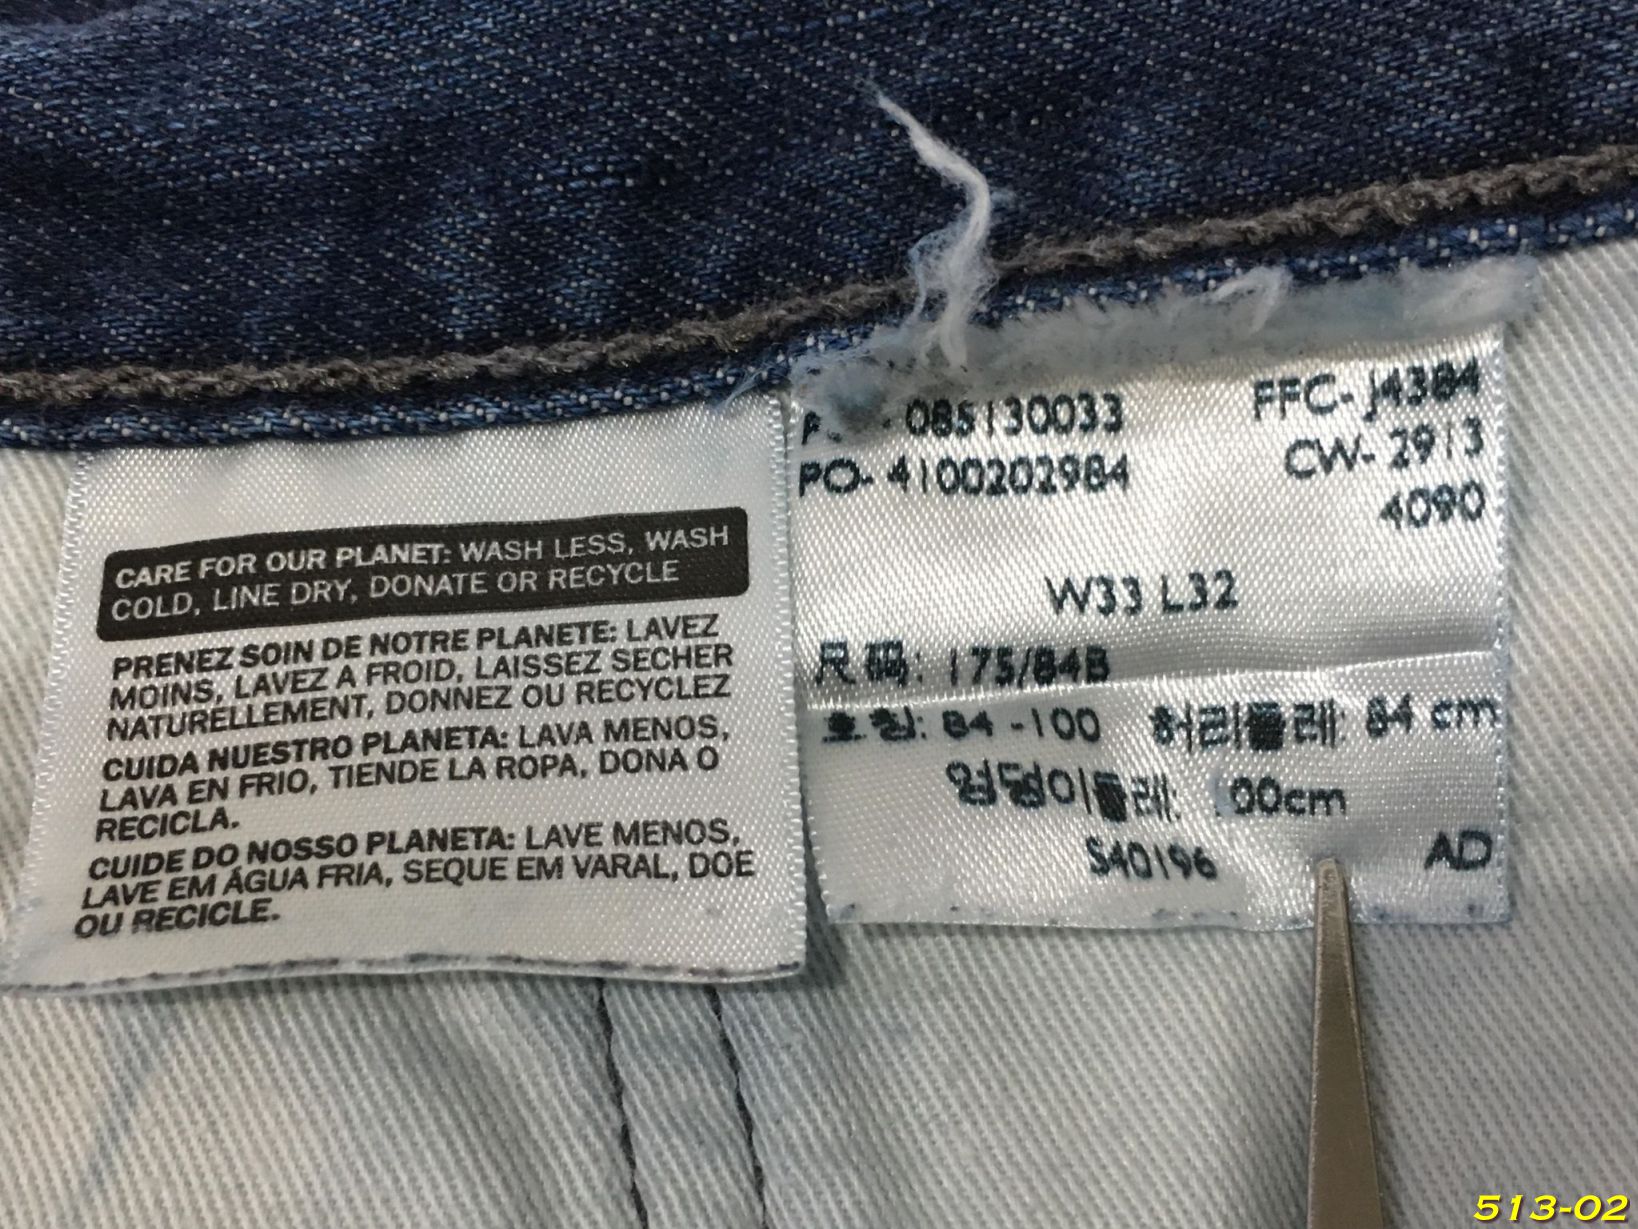 CARE FOR OUR PLANET: WASH LESS, WASH
COLD, LINE DRY, DONATE OR RECYCLE
PRENEZ SOIN DE NOTRE PLANETE: LAVEZ
MOINS, LAVEZ A FROID, LAISSEZ SECHER
NATURELLEMENT, DONNEZ OU RECYCLEZ
CUIDA NUESTRO PLANETA: LAVA MENOS,
LAVA EN FRIO, TIENDE LA ROPA, DONA O
RECICLA.
CUIDE DO NOSSO PLANETA: LAVE MENOS,
LAVE EM ÁGUA FRIA, SEQUE EM VARAL, DOE
OU RECICLE.
085130033 FFC- J4384
PO- 4100202984 CW- 2913
4090
W33 L32
尺码: 175/84B
호칭: 84 -100 허리둘레: 84 cm
엉덩이둘레: 100cm
S40196 AD
513-02